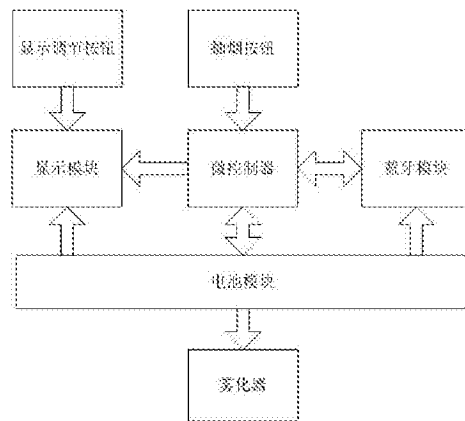 显示调节按钮
抽烟按钮
显示模块
微控制器
蓝牙模块
电池模块
雾化器